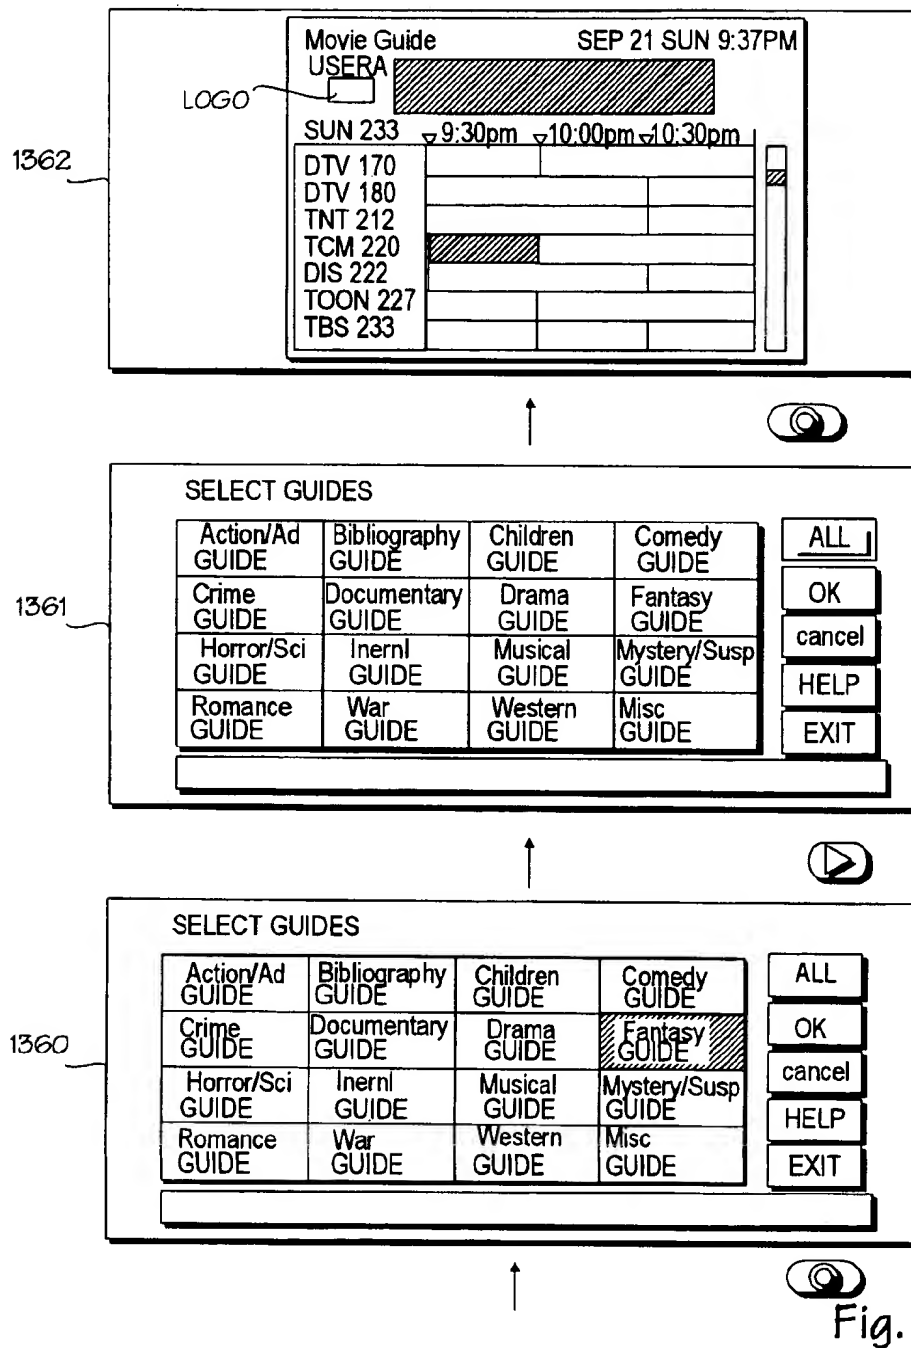 Movie Guide SEP 21 SUN 9:37PM
USERA
LOGO
SUN 233 9:30pm 10:00pm 10:30pm
1362
DTV 170
DTV 180
TNT 212
TCM 220
DIS 222
TOON 227
TBS 233
SELECT GUIDES
Action/Ad GUIDE Bibliography GUIDE Children GUIDE Comedy GUIDE ALL
1361
Crime GUIDE Documentary GUIDE Drama GUIDE Fantasy GUIDE OK
cancel
Horror/Sci GUIDE Inernl GUIDE Musical GUIDE Mystery/Susp GUIDE HELP
Romance GUIDE War GUIDE Western GUIDE Misc GUIDE EXIT
SELECT GUIDES
Action/Ad GUIDE Bibliography GUIDE Children GUIDE Comedy GUIDE ALL
1360
Crime GUIDE Documentary GUIDE Drama GUIDE Fantasy GUIDE OK
cancel
Horror/Sci GUIDE Inernl GUIDE Musical GUIDE Mystery/Susp GUIDE HELP
Romance GUIDE War GUIDE Western GUIDE Misc GUIDE EXIT
Fig.